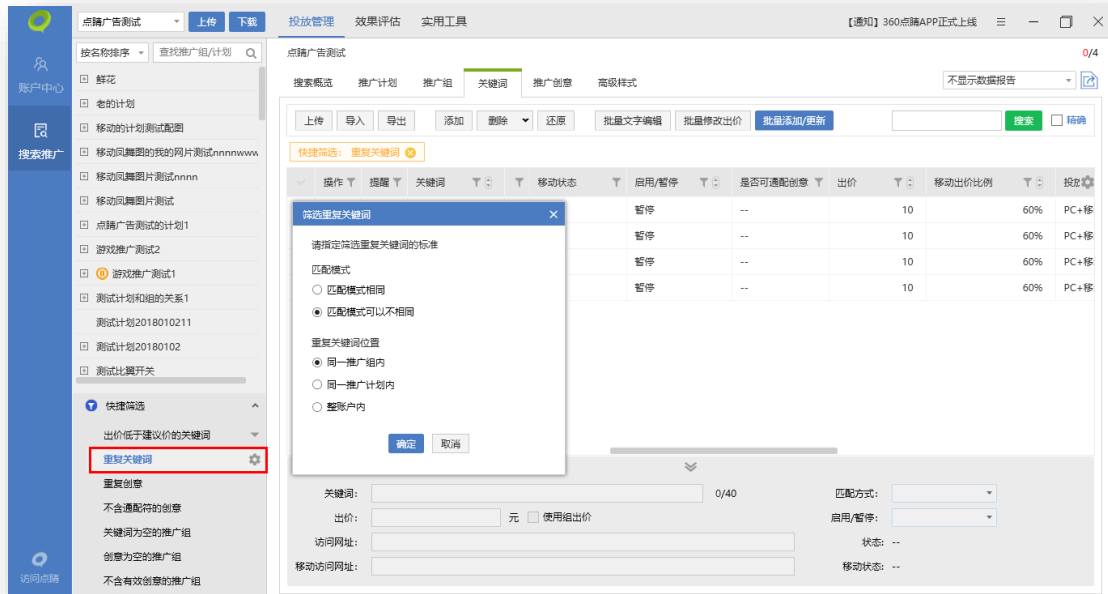 点睛广告测试 上传 下载 投放管理 效果评估 实用工具 【通知】360点睛APP正式上线
按名称排序 查找推广组/计划 点睛广告测试 0/4
账户中心
搜索推广
访问点睛
鲜花
老的计划
移动的计划测试配图
移动凤舞图的我的网片测试nnnnwww
移动凤舞图片测试nnnn
移动凤舞图片测试
点睛广告测试的计划1
游戏推广测试2
游戏推广测试1
测试计划和组的关系1
测试计划2018010211
测试计划20180102
测试比翼开关
快捷筛选
出价低于建议价的关键词
重复关键词
重复创意
不含通配符的创意
关键词为空的推广组
创意为空的推广组
不含有效创意的推广组
搜索概览 推广计划 推广组 关键词 推广创意 高级样式 不显示数据报告
上传 导入 导出 添加 删除 还原 批量文字编辑 批量修改出价 批量添加/更新 搜索 精确
快捷筛选: 重复关键词
操作 提醒 关键词 移动状态 启用/暂停 是否可通配创意 出价 移动出价比例 投放
暂停 -- 10 60% PC+移
暂停 -- 10 60% PC+移
暂停 -- 10 60% PC+移
暂停 -- 10 60% PC+移
筛选重复关键词
请指定筛选重复关键词的标准
匹配模式
匹配模式相同
匹配模式可以不相同
重复关键词位置
同一推广组内
同一推广计划内
整账户内
确定 取消
关键词: 0/40 匹配方式:
出价: 元 使用组出价 启用/暂停:
访问网址: 状态: --
移动访问网址: 移动状态: --